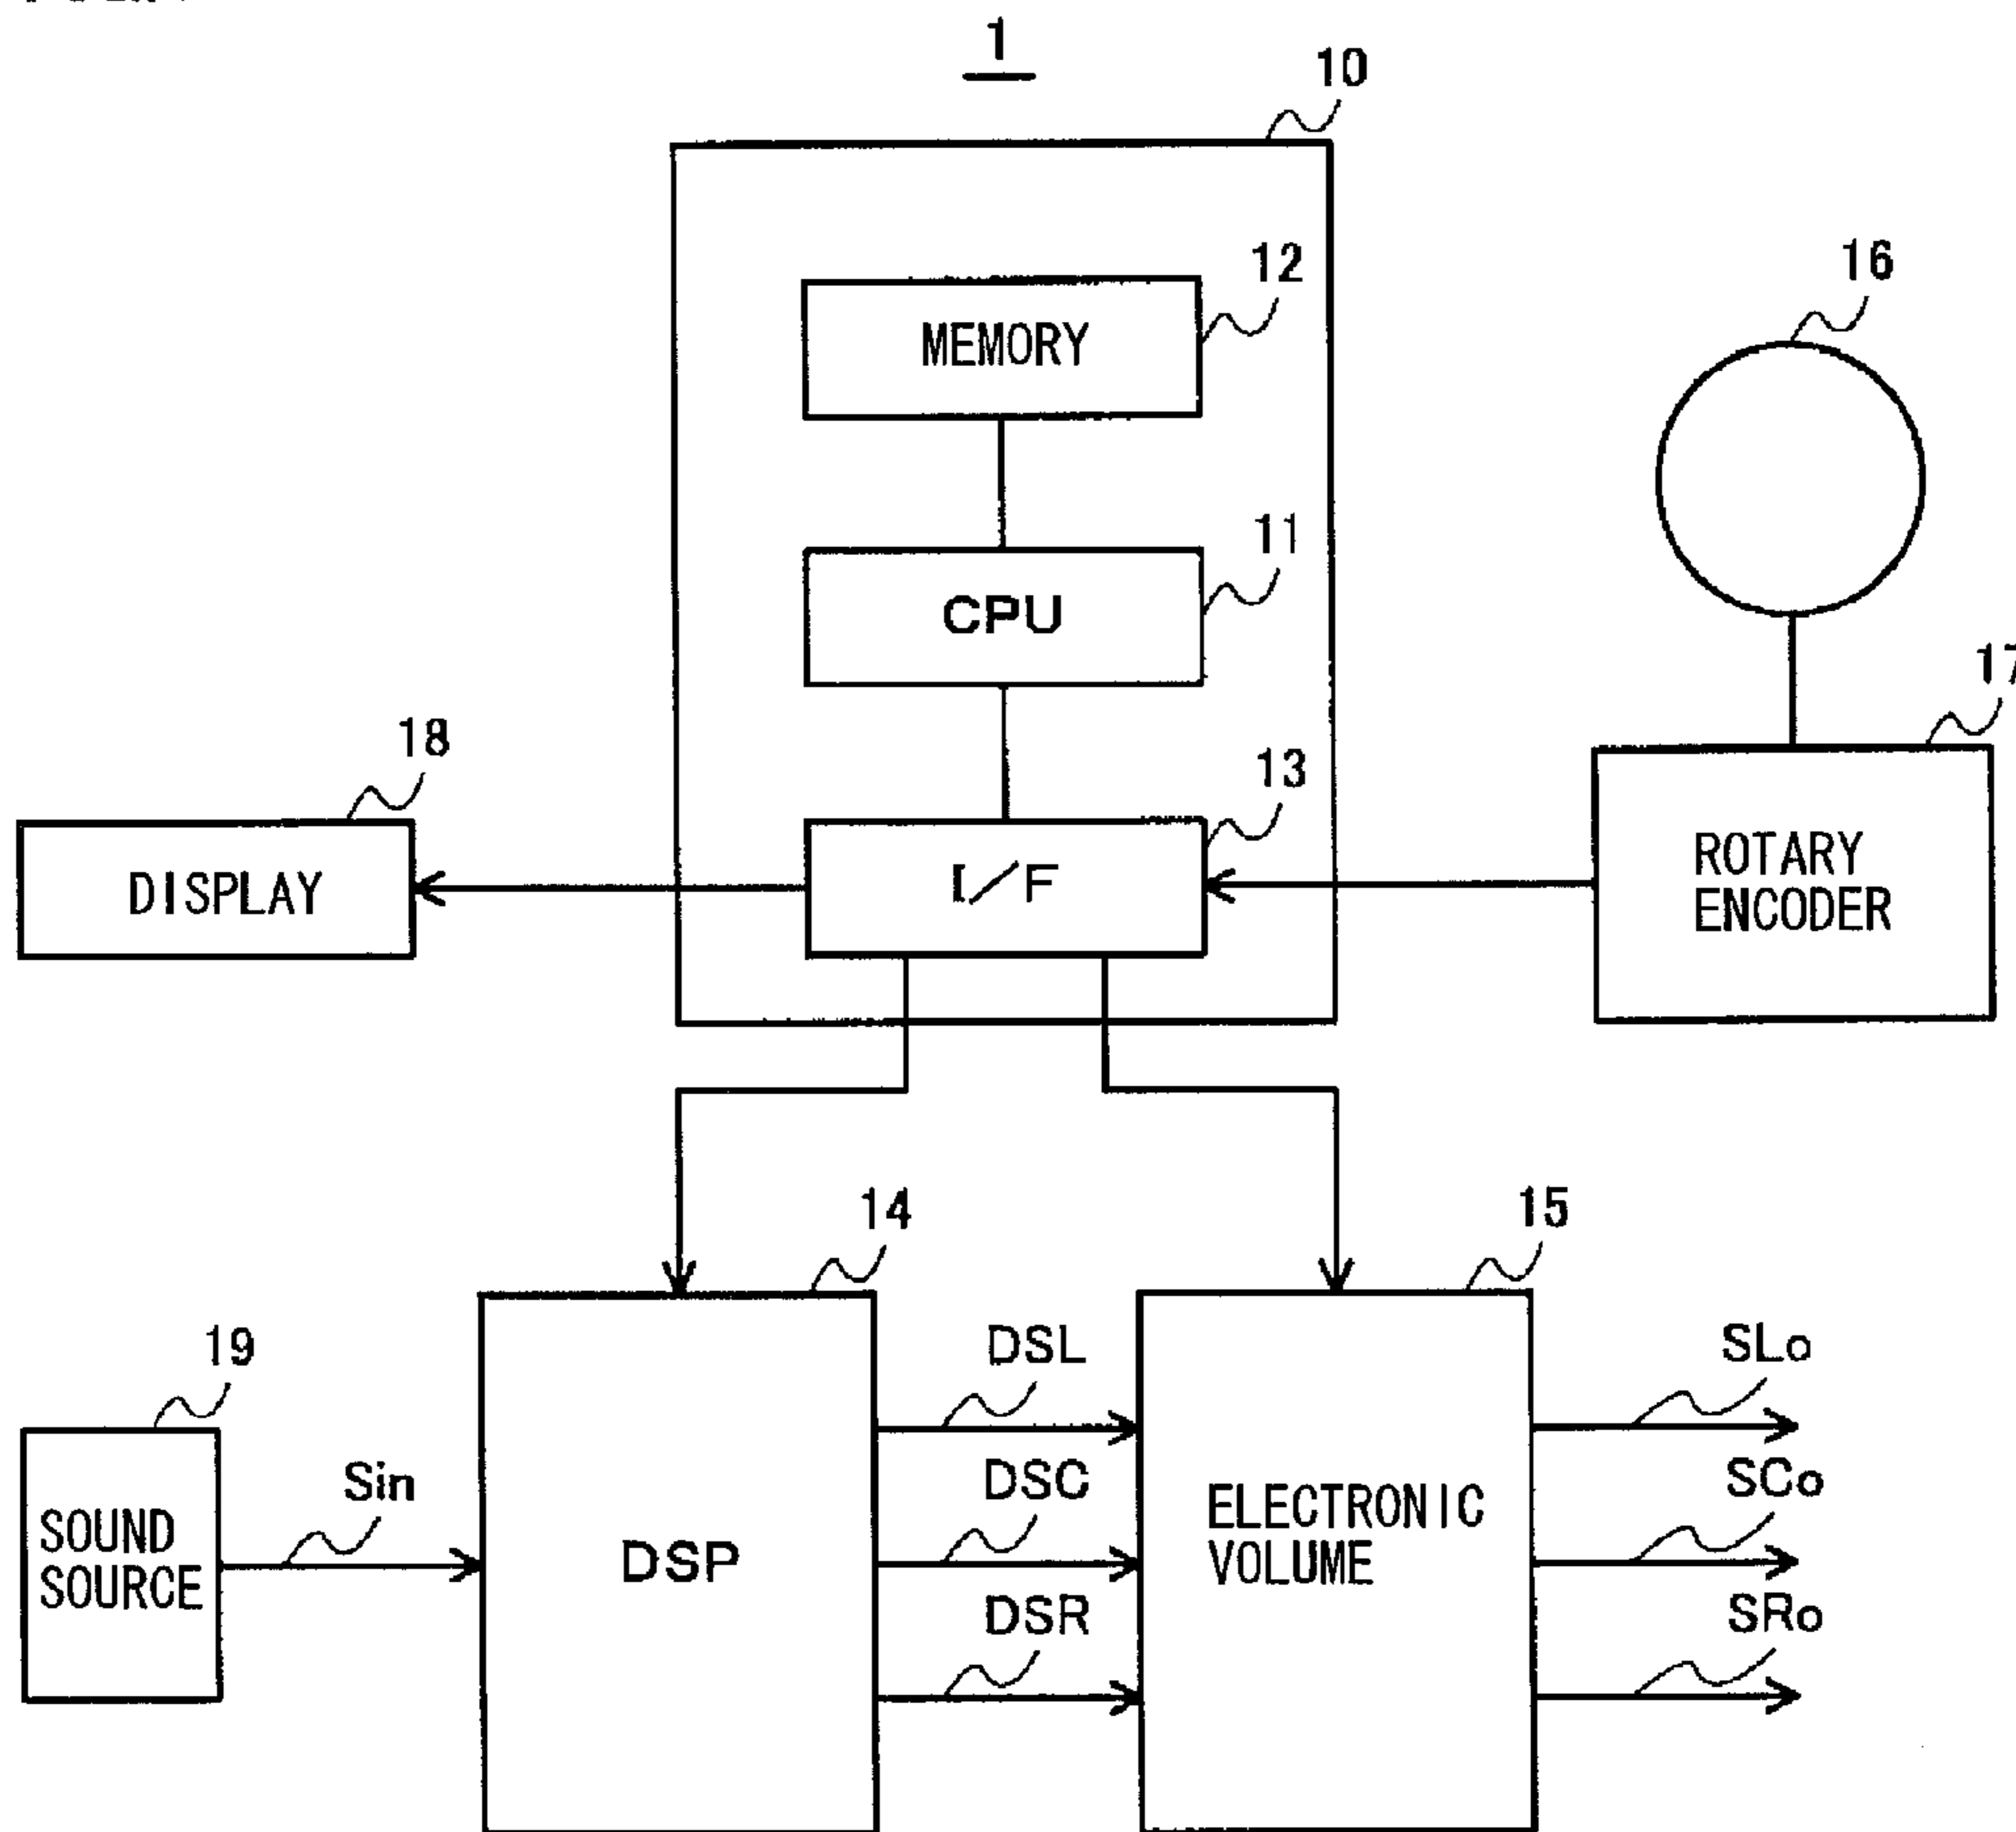 1
10
12
MEMORY
16
11
CPU
17
18
13
DISPLAY
I/F
ROTARY
ENCODER
14
15
19
DSL
SLo
Sin
DSC
SCo
SOUND
SOURCE
DSP
ELECTRONIC
VOLUME
DSR
SRo